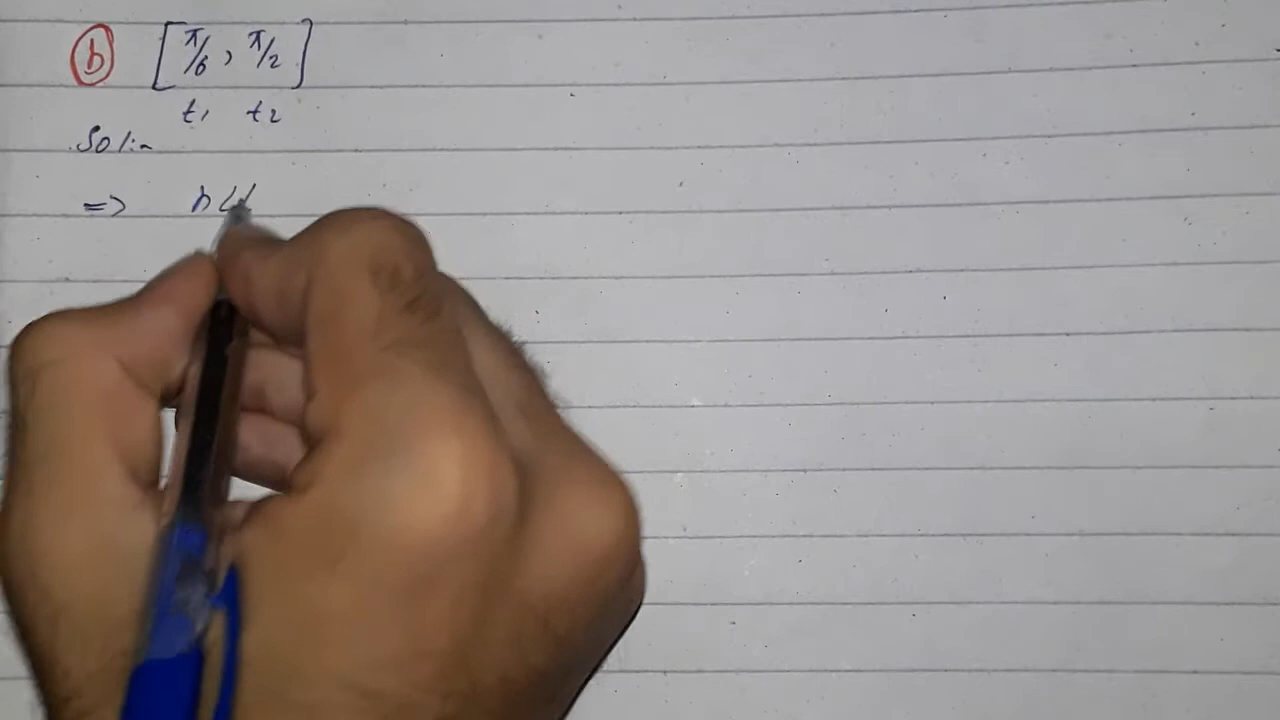 b [π/6, π/2]
t1 t2
Sol:-
=> h